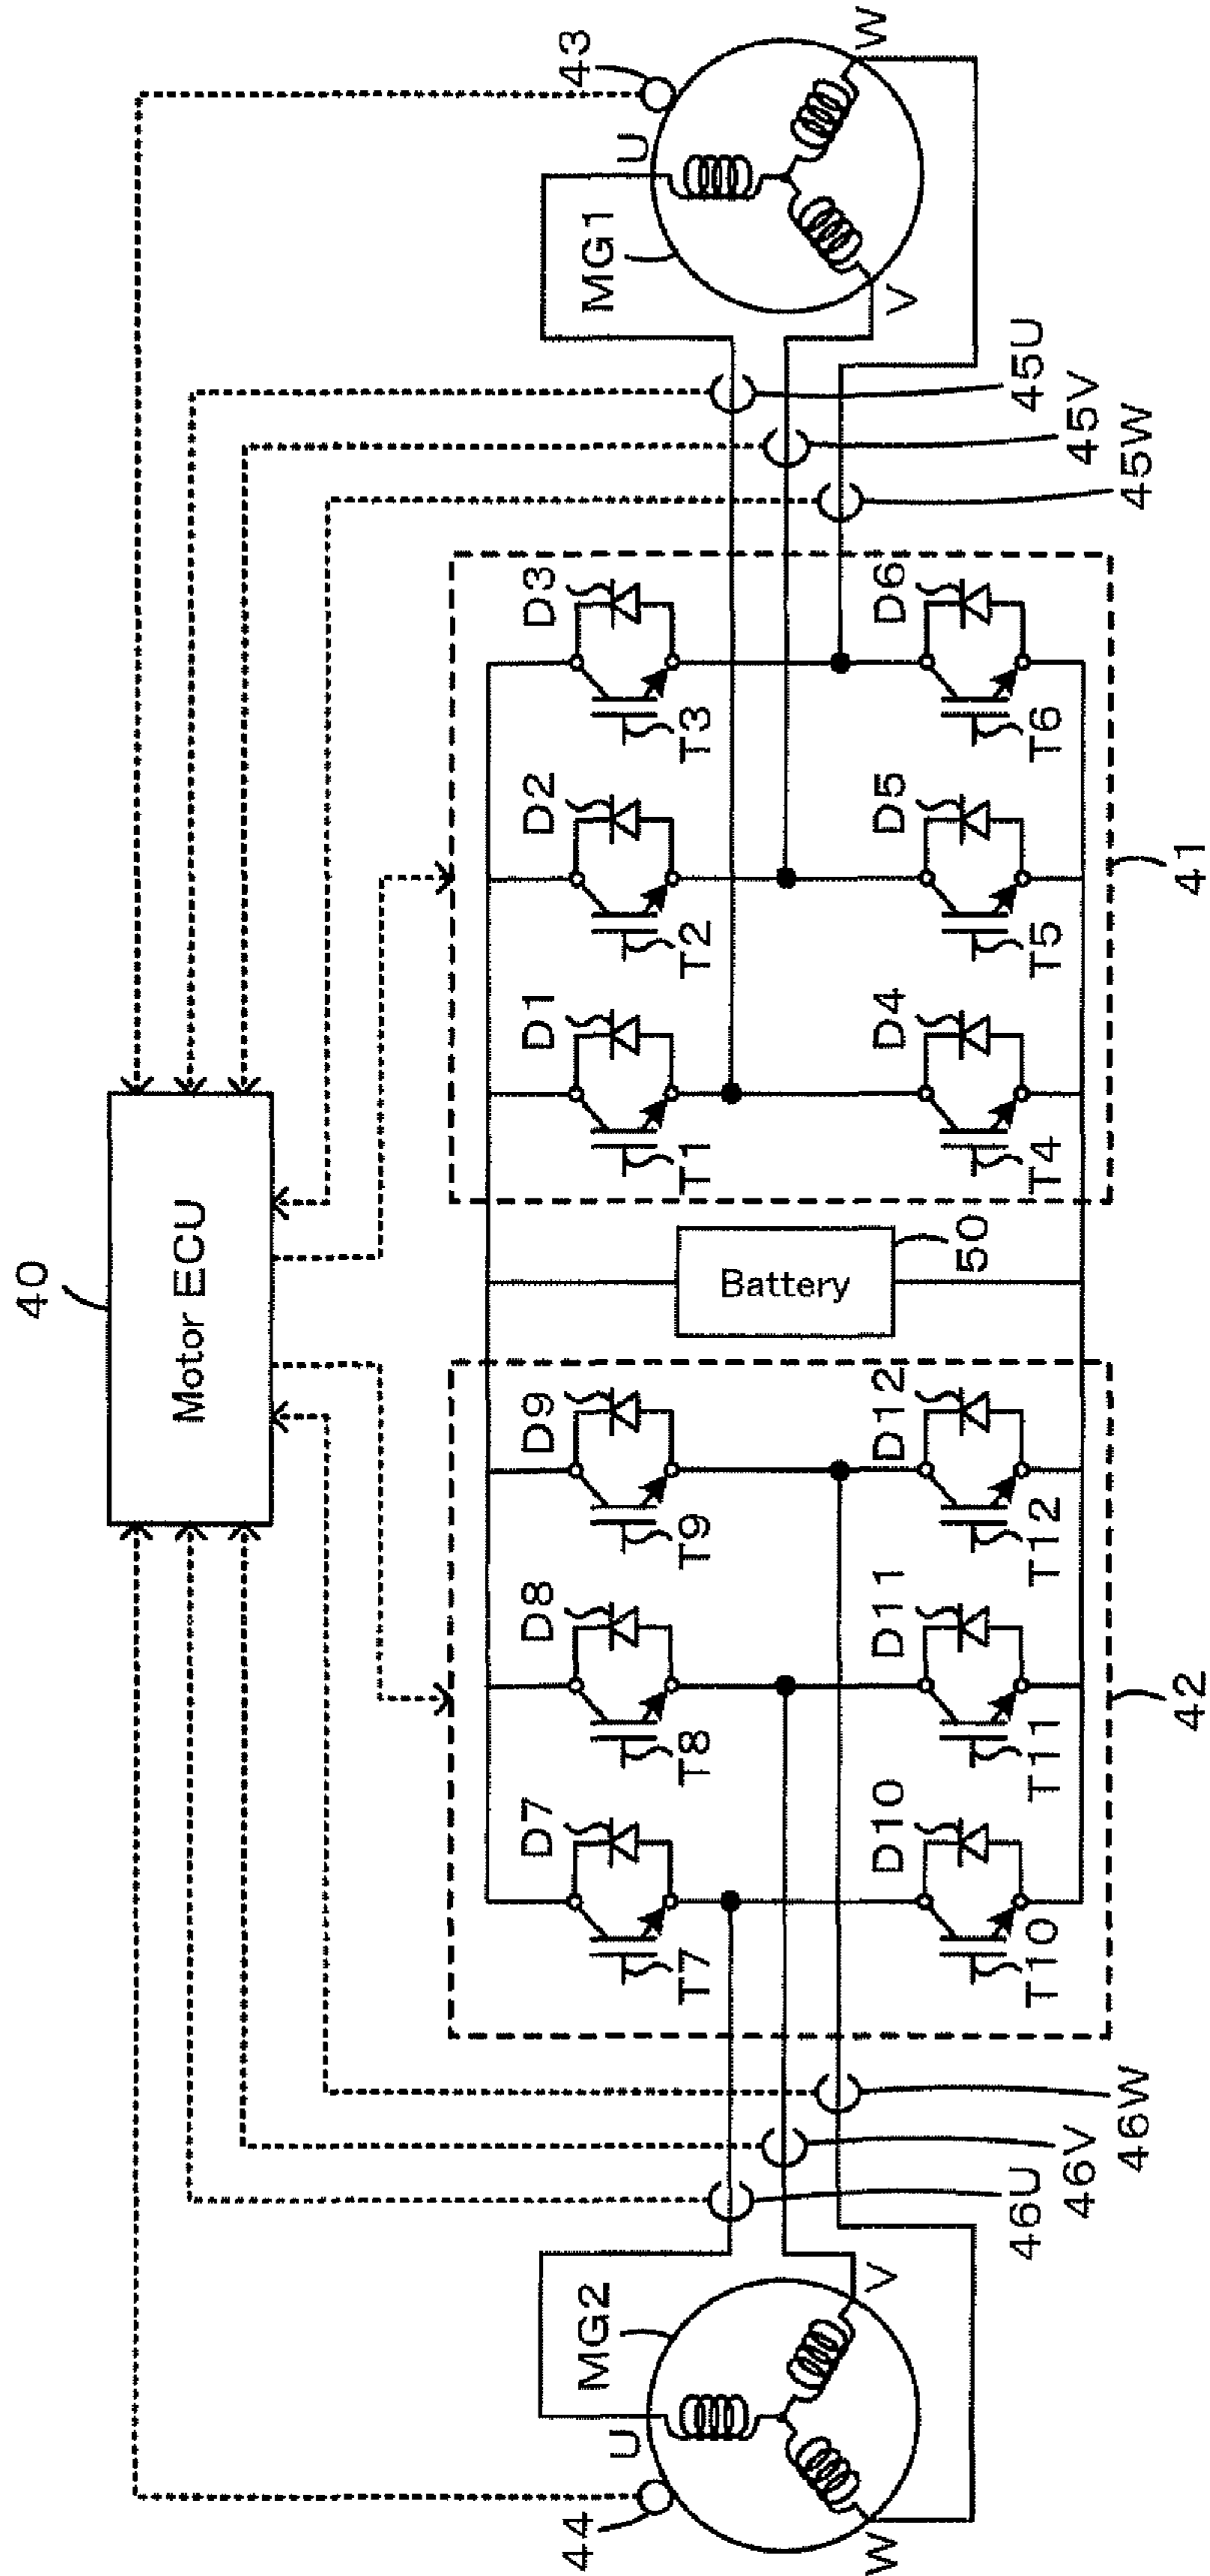 40
Motor ECU
44
43
MG2
U
V
W
MG1
U
V
W
46U
46V
46W
45U
45V
45W
D7
D8
D9
T7
T8
T9
D10
D11
D12
T10
T11
T12
42
Battery
50
D1
D2
D3
T1
T2
T3
D4
D5
D6
T4
T5
T6
41